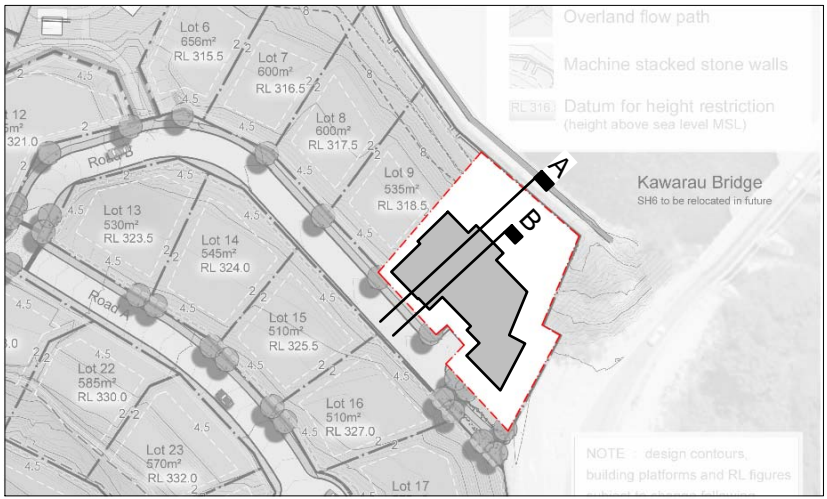 Lot 6
656m²
RL 315.5
Overland flow path
Lot 7
600m²
RL 316.5
Machine stacked stone walls
RL 316.
Datum for height restriction
(height above sea level MSL)
Lot 8
600m²
RL 317.5
12
321.0
Road B
Lot 9
535m²
RL 318.5
A
B
Kawarau Bridge
SH6 to be relocated in future
Lot 13
530m²
RL 323.5
Lot 14
545m²
RL 324.0
Road A
Lot 15
510m²
RL 325.5
Lot 22
585m²
RL 330.0
Lot 16
510m²
RL 327.0
Lot 23
570m²
RL 332.0
Lot 17
NOTE : design contours,
building platforms and RL figures
subject to change following